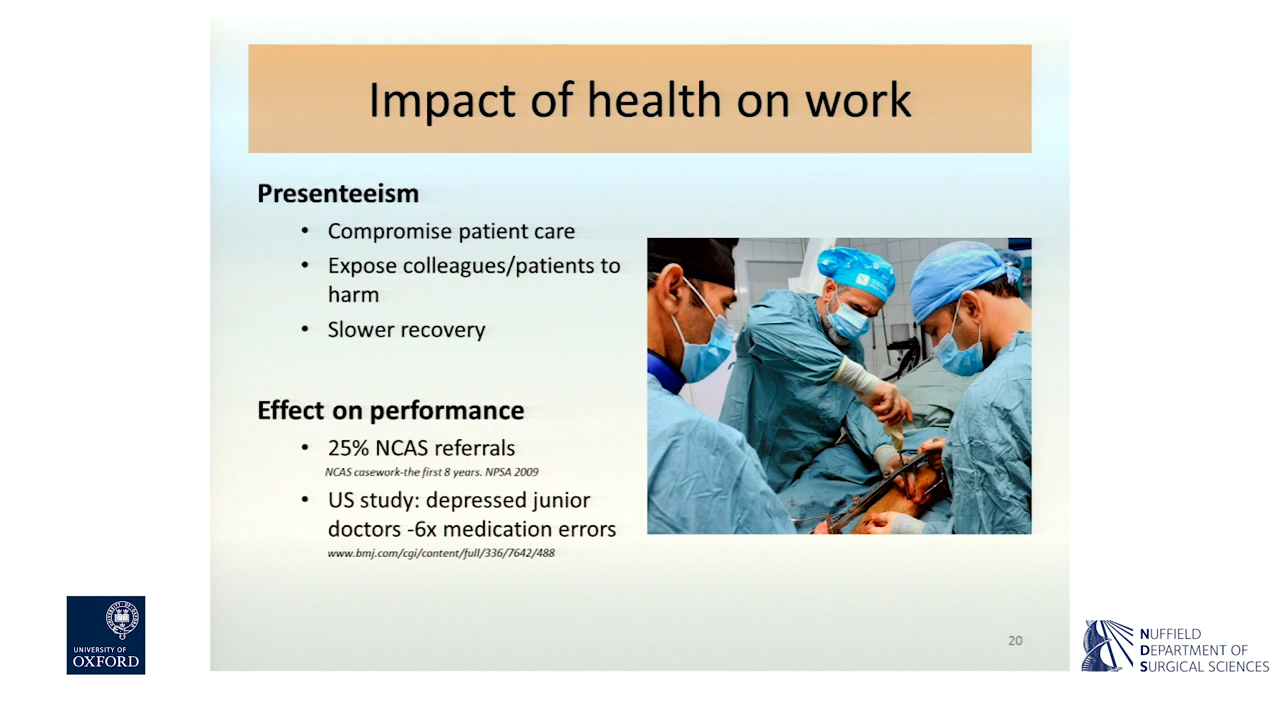 Impact of health on work
Presenteeism
• Compromise patient care
• Expose colleagues/patients to
harm
• Slower recovery
Effect on performance
• 25% NCAS referrals
NCAS casework-the first 8 years. NPSA 2009
• US study: depressed junior
doctors -6x medication errors
www.bmj.com/cgi/content/full/336/7642/488
20
UNIVERSITY OF
OXFORD
NUFFIELD
DEPARTMENT OF
SURGICAL SCIENCES